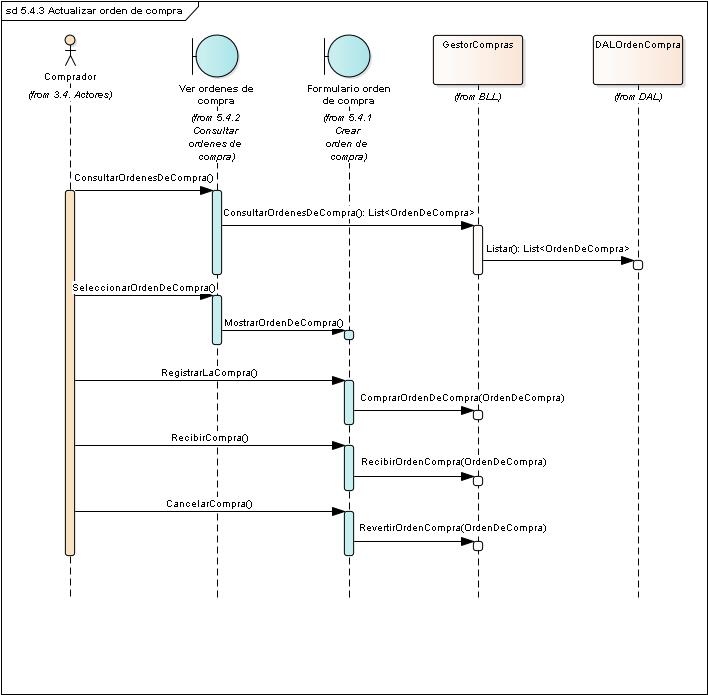 sd 5.4.3 Actualizar orden de compra
Comprador
(from 3.4. Actores)
Ver ordenes de
compra
(from 5.4.2
Consultar
ordenes de
compra)
Formulario orden
de compra
(from 5.4.1
Crear
orden de
compra)
GestorCompras
(from BLL)
DALOrdenCompra
(from DAL)
ConsultarOrdenesDeCompra()
ConsultarOrdenesDeCompra(): List<OrdenDeCompra>
Listar(): List<OrdenDeCompra>
SeleccionarOrdenDeCompra()
MostrarOrdenDeCompra()
RegistrarLaCompra()
ComprarOrdenDeCompra(OrdenDeCompra)
RecibirCompra()
RecibirOrdenCompra(OrdenDeCompra)
CancelarCompra()
RevertirOrdenCompra(OrdenDeCompra)